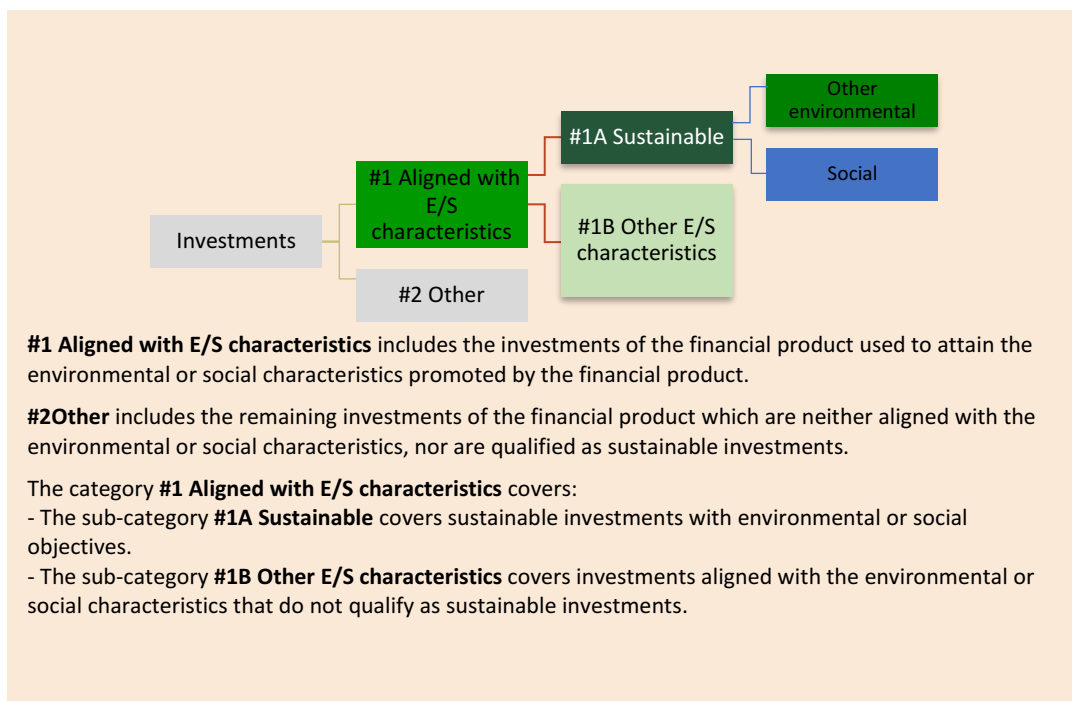 Other
environmental
#1A Sustainable
Social
#1 Aligned with
E/S
characteristics
#1B Other E/S
characteristics
Investments
#2 Other
#1 Aligned with E/S characteristics includes the investments of the financial product used to attain the
environmental or social characteristics promoted by the financial product.
#2Other includes the remaining investments of the financial product which are neither aligned with the
environmental or social characteristics, nor are qualified as sustainable investments.
The category #1 Aligned with E/S characteristics covers:
- The sub-category #1A Sustainable covers sustainable investments with environmental or social
objectives.
- The sub-category #1B Other E/S characteristics covers investments aligned with the environmental or
social characteristics that do not qualify as sustainable investments.